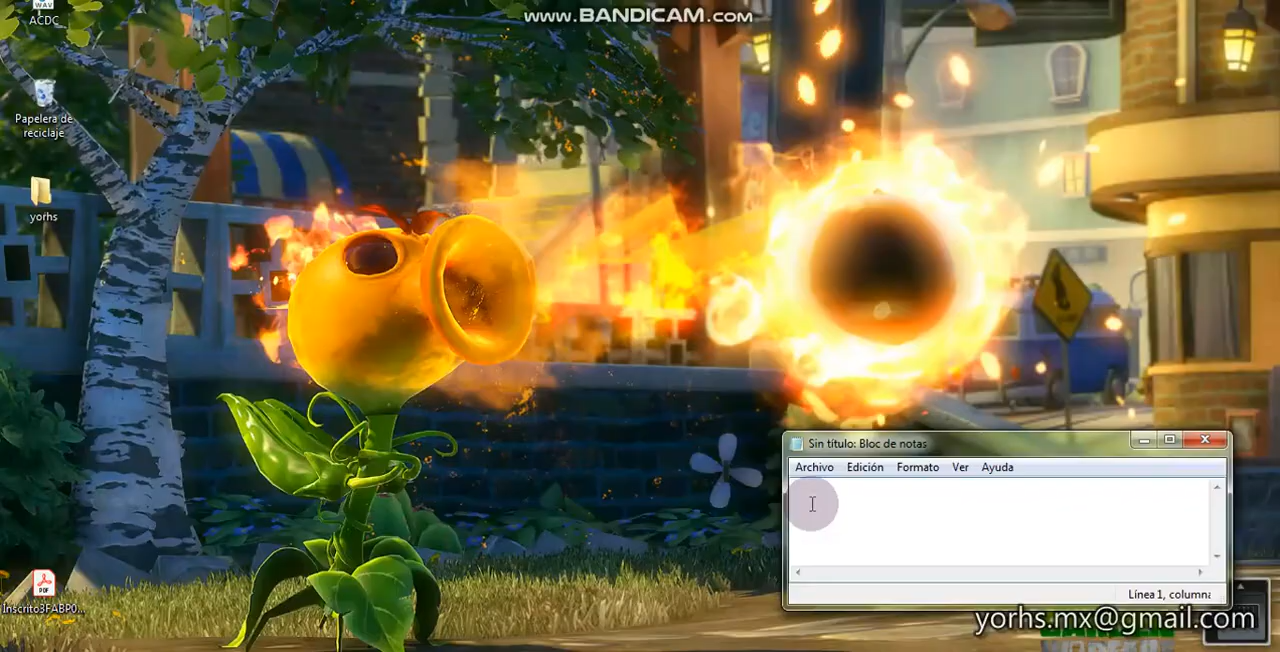 ACDC
www.BANDICAM.com
Papelera de
reciclaje
yorhs
Sin título: Bloc de notas
Archivo Edición Formato Ver Ayuda
Inscrito3FABP0...
Línea 1, columna
yorhs.mx@gmail.com